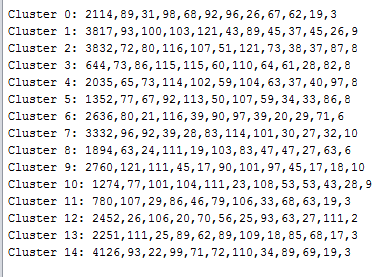 Cluster 0: 2114,89,31,98,68,92,96,26,67,62,19,3
Cluster 1: 3817,93,100,103,121,43,89,45,37,45,26,9
Cluster 2: 3832,72,80,116,107,51,121,73,38,37,87,8
Cluster 3: 644,73,86,115,115,60,110,64,61,28,82,8
Cluster 4: 2035,65,73,114,102,59,104,63,37,40,97,8
Cluster 5: 1352,77,67,92,113,50,107,59,34,33,86,8
Cluster 6: 2636,80,21,116,39,90,97,39,20,29,71,6
Cluster 7: 3332,96,92,39,28,83,114,101,30,27,32,10
Cluster 8: 1894,63,24,111,19,103,83,47,47,27,63,6
Cluster 9: 2760,121,111,45,17,90,101,97,45,17,18,10
Cluster 10: 1274,77,101,104,111,23,108,53,53,43,28,9
Cluster 11: 780,107,29,86,46,79,106,33,68,63,19,3
Cluster 12: 2452,26,106,20,70,56,25,93,63,27,111,2
Cluster 13: 2251,111,25,89,62,89,109,18,85,68,17,3
Cluster 14: 4126,93,22,99,71,72,110,34,89,69,19,3